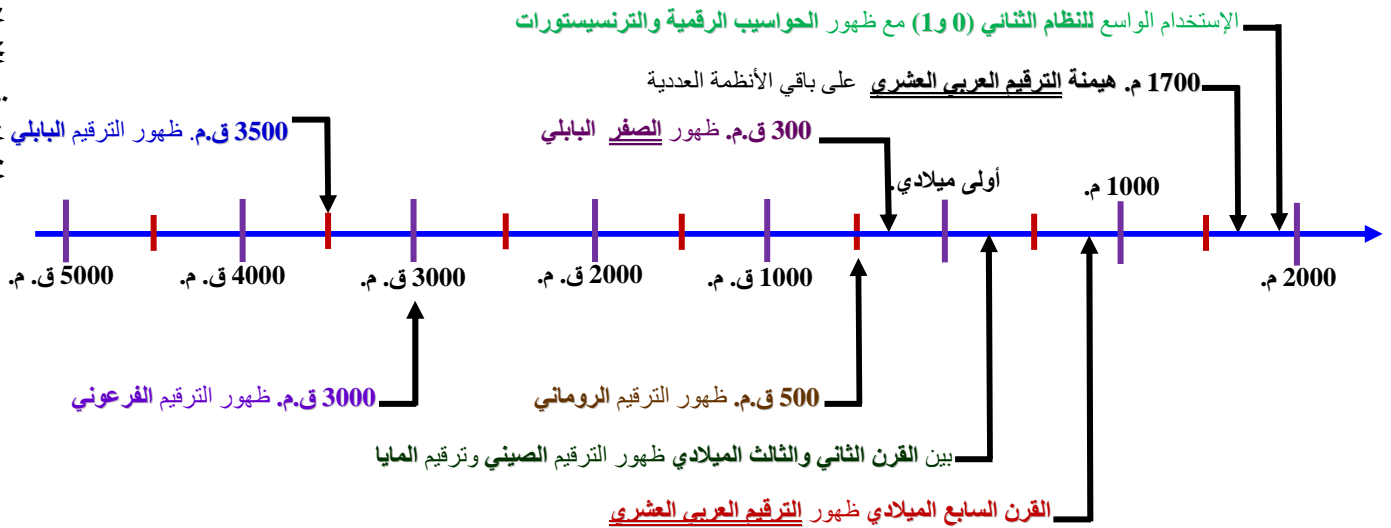 الإستخدام الواسع للنظام الثنائي (0 و1) مع ظهور الحواسيب الرقمية والترنسيستورات
1700 م. هيمنة الترقيم العربي العشري على باقي الأنظمة العددية
300 ق.م. ظهور الصفر البابلي
3500 ق.م. ظهور الترقيم البابلي
1000 م.
أولى ميلادي.
2000 م.
1000 ق. م.
2000 ق. م.
3000 ق. م.
4000 ق. م.
5000 ق. م.
500 ق.م. ظهور الترقيم الروماني
3000 ق.م. ظهور الترقيم الفرعوني
بين القرن الثاني والثالث الميلادي ظهور الترقيم الصيني وترقيم المايا
القرن السابع الميلادي ظهور الترقيم العربي العشري